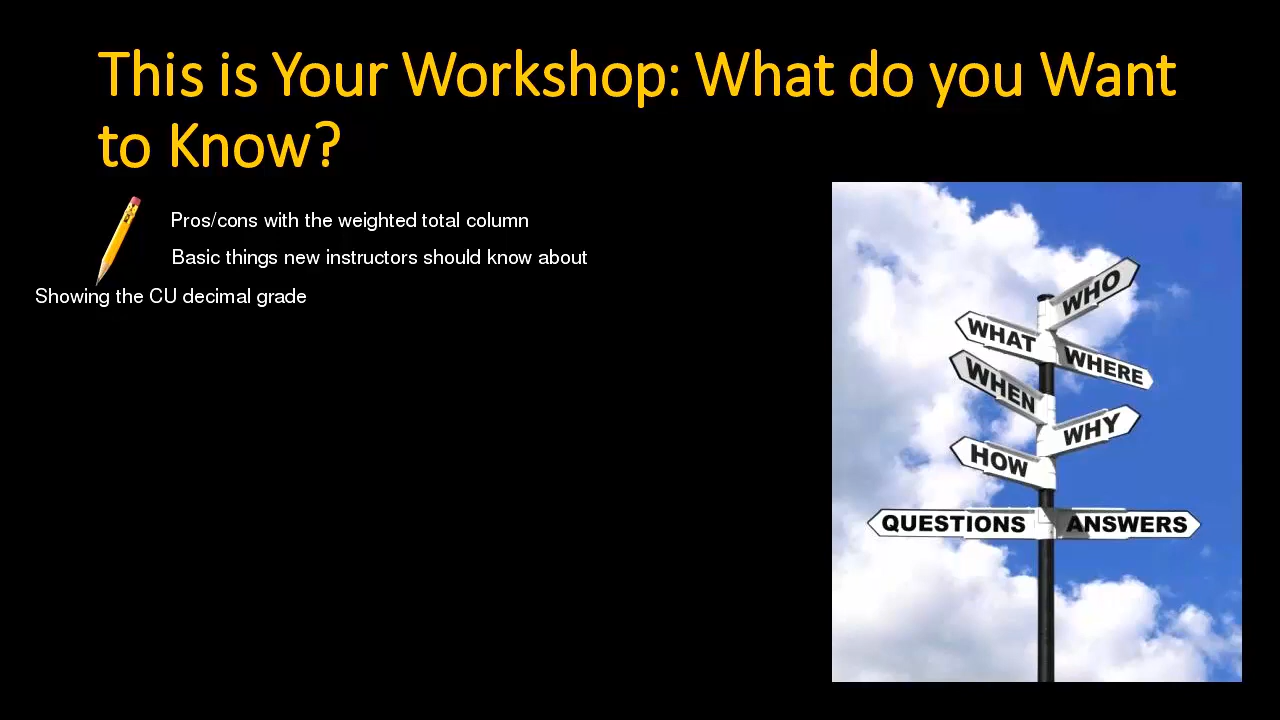 This is Your Workshop: What do you Want
to Know?
Pros/cons with the weighted total column
Basic things new instructors should know about
Showing the CU decimal grade
WHO
WHAT
WHERE
WHEN
WHY
HOW
QUESTIONS ANSWERS